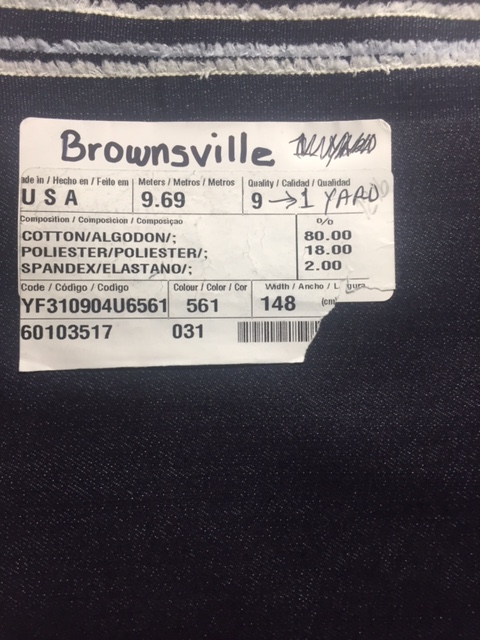 Brownsville
ade in / Hecho en / Feito em Meters / Metros / Metros Quality / Calidad / Qualidad
U S A 9.69 9 → 1 YARD
Composition / Composicion / Composiçao %
COTTON/ALGODON/; 80.00
POLIESTER/POLIESTER/; 18.00
SPANDEX/ELASTANO/; 2.00
Code / Código / Codigo Colour / Color / Cor Width / Ancho / L gura
YF310904U6561 561 148 (cm
60103517 031